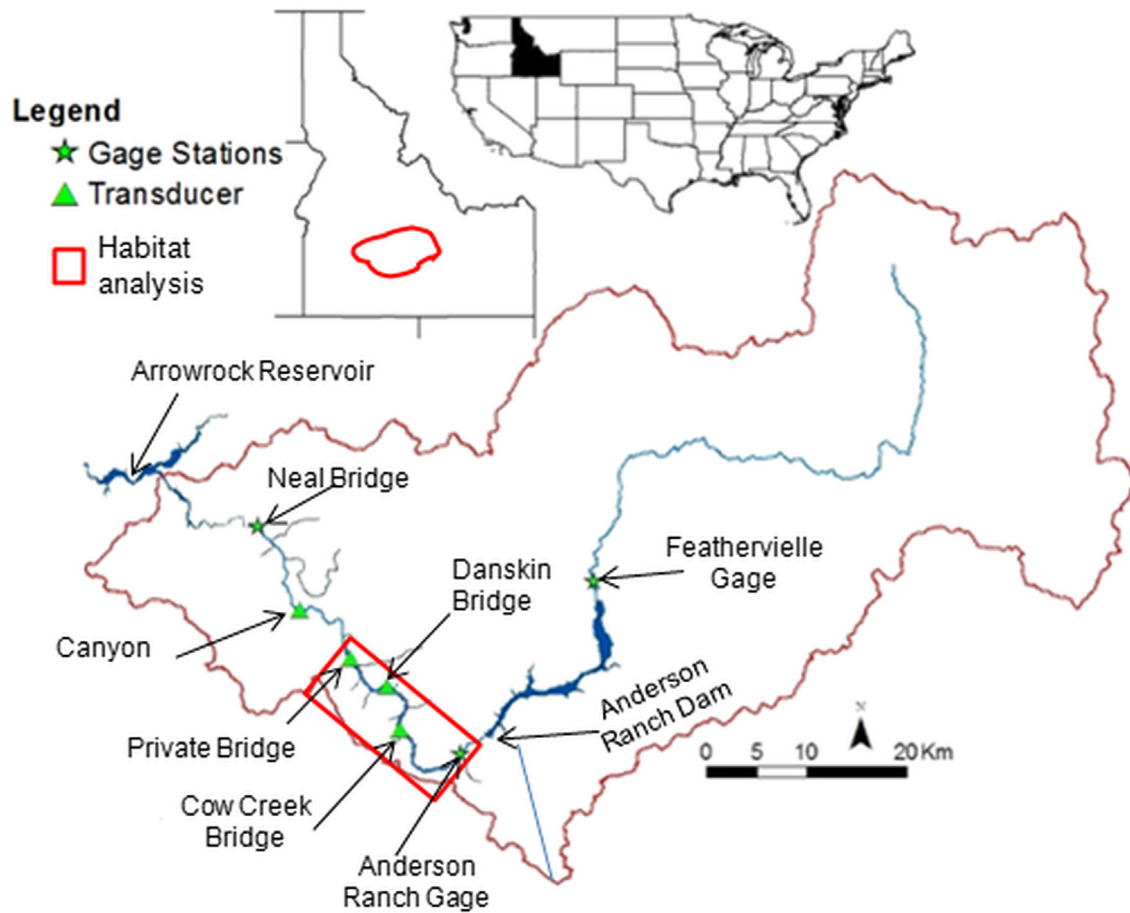 Legend
Gage Stations
Transducer
Habitat
analysis
Arrowrock Reservoir
Neal Bridge
Danskin
Bridge
Feathervielle
Gage
Canyon
Anderson
Ranch Dam
Private Bridge
Cow Creek
Bridge
Anderson
Ranch Gage
N
0 5 10 20 Km